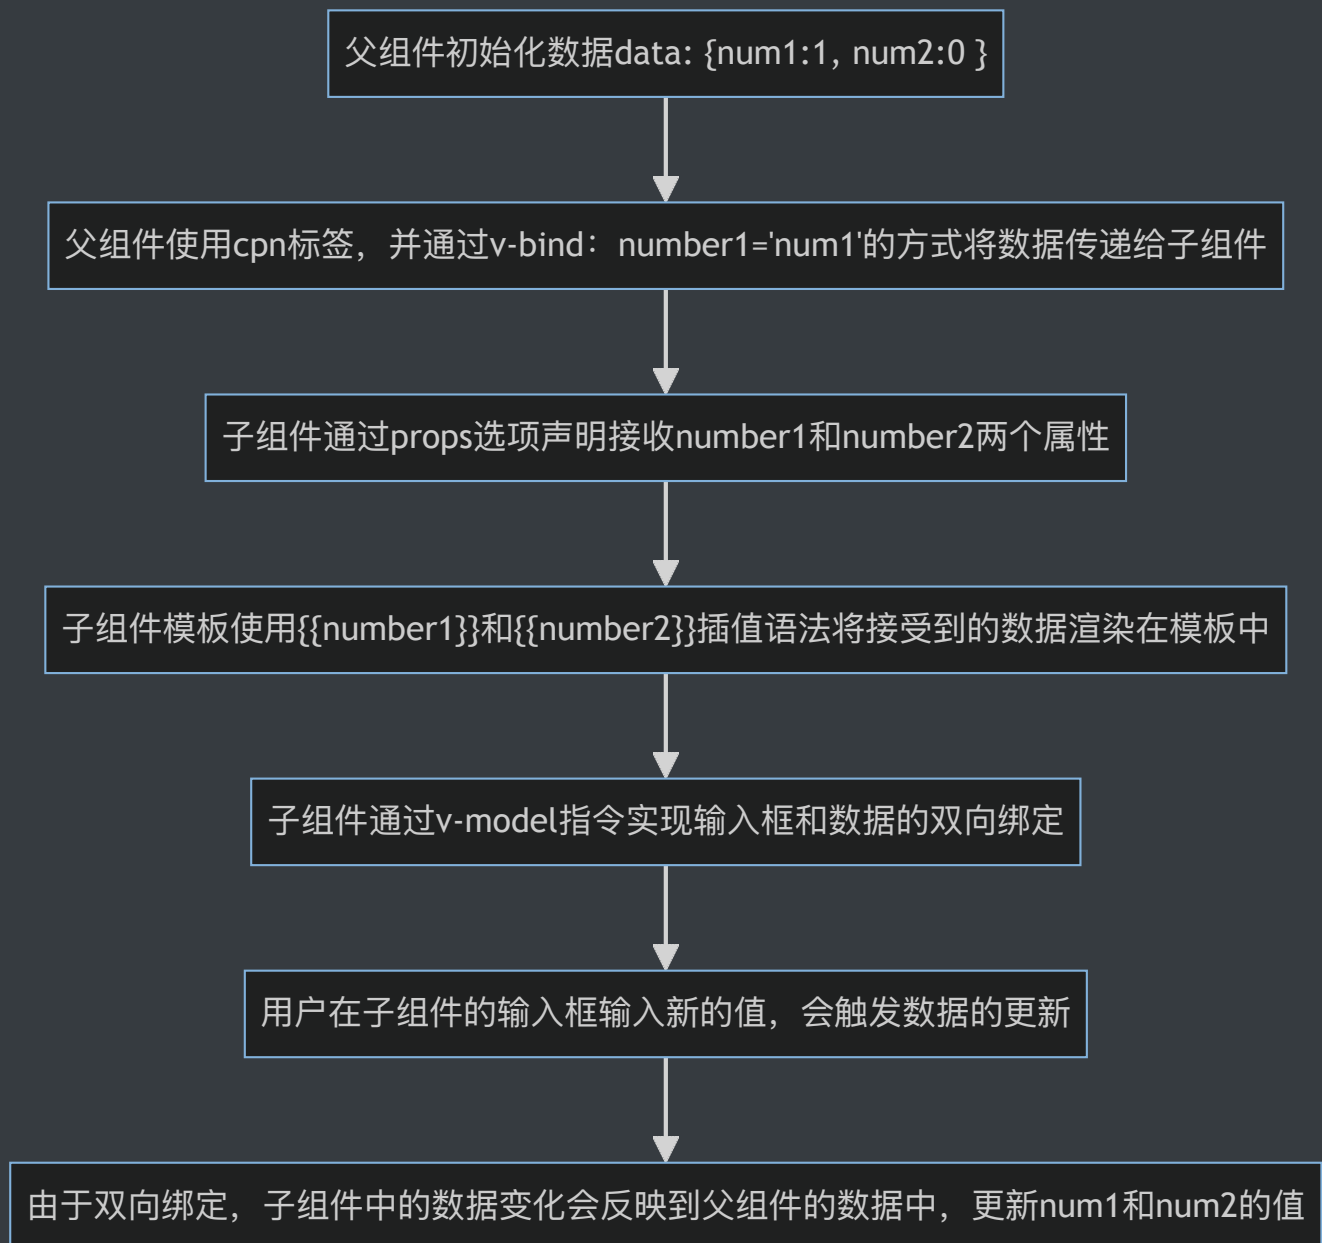 父组件初始化数据data: {num1:1, num2:0 }
父组件使用cpn标签，并通过v-bind：number1='num1'的方式将数据传递给子组件
子组件通过props选项声明接收number1和number2两个属性
子组件模板使用{{number1}}和{{number2}}插值语法将接受到的数据渲染在模板中
子组件通过v-model指令实现输入框和数据的双向绑定
用户在子组件的输入框输入新的值，会触发数据的更新
由于双向绑定，子组件中的数据变化会反映到父组件的数据中，更新num1和num2的值